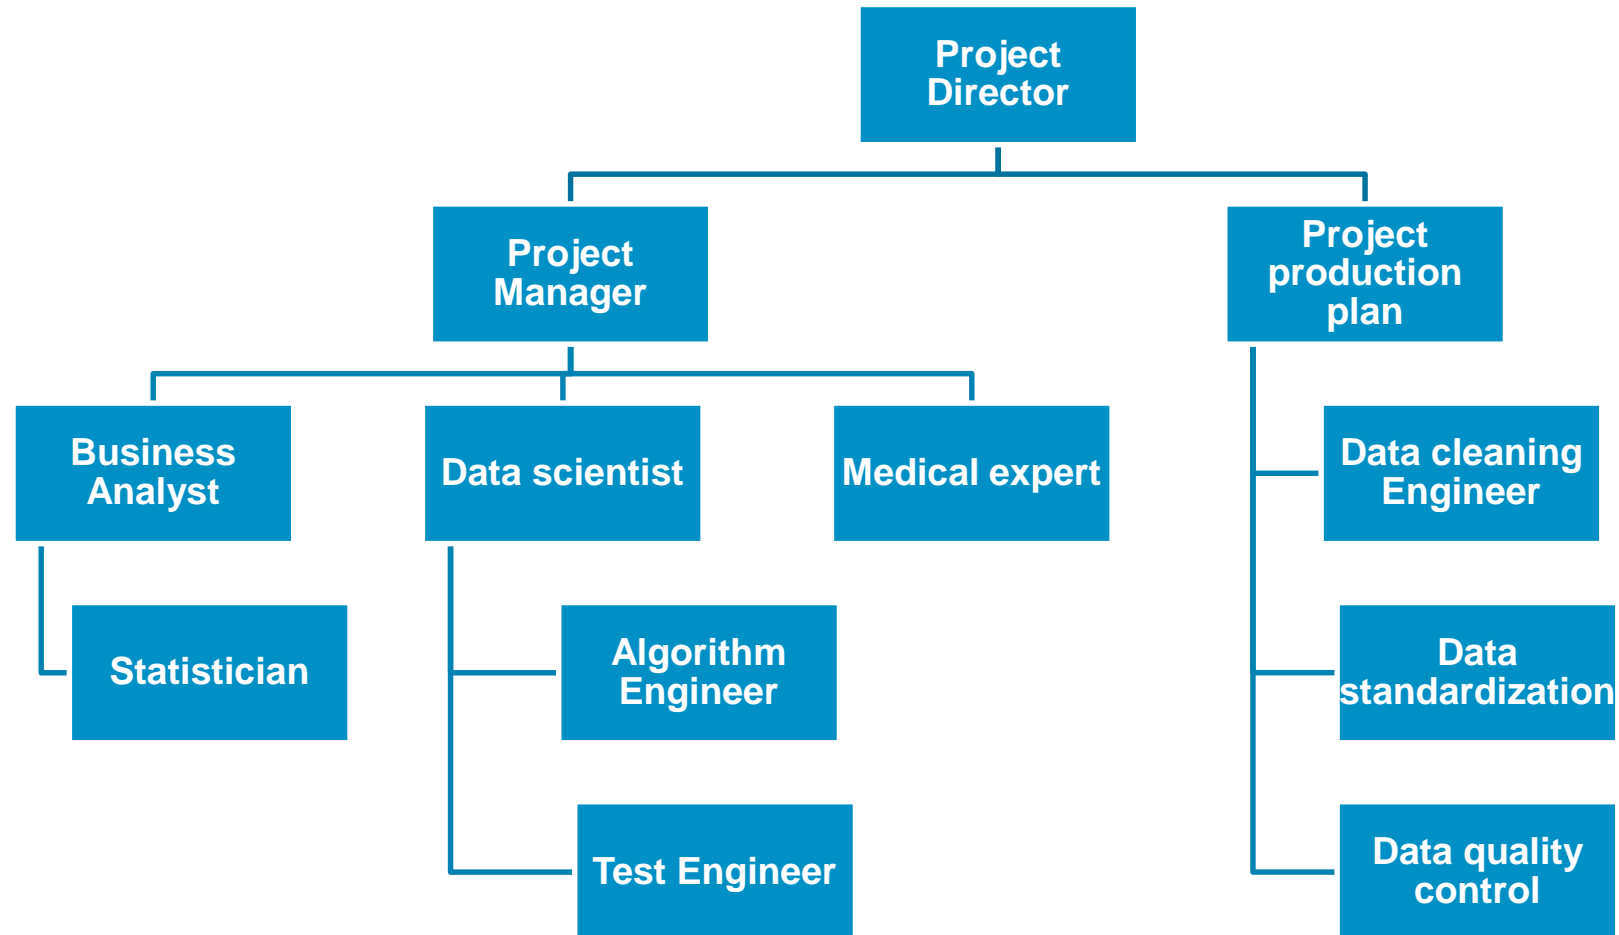 Project
Director
Project
Manager
Project
production
plan
Business
Analyst
Data scientist
Medical expert
Data cleaning
Engineer
Statistician
Algorithm
Engineer
Data
standardization
Test Engineer
Data quality
control